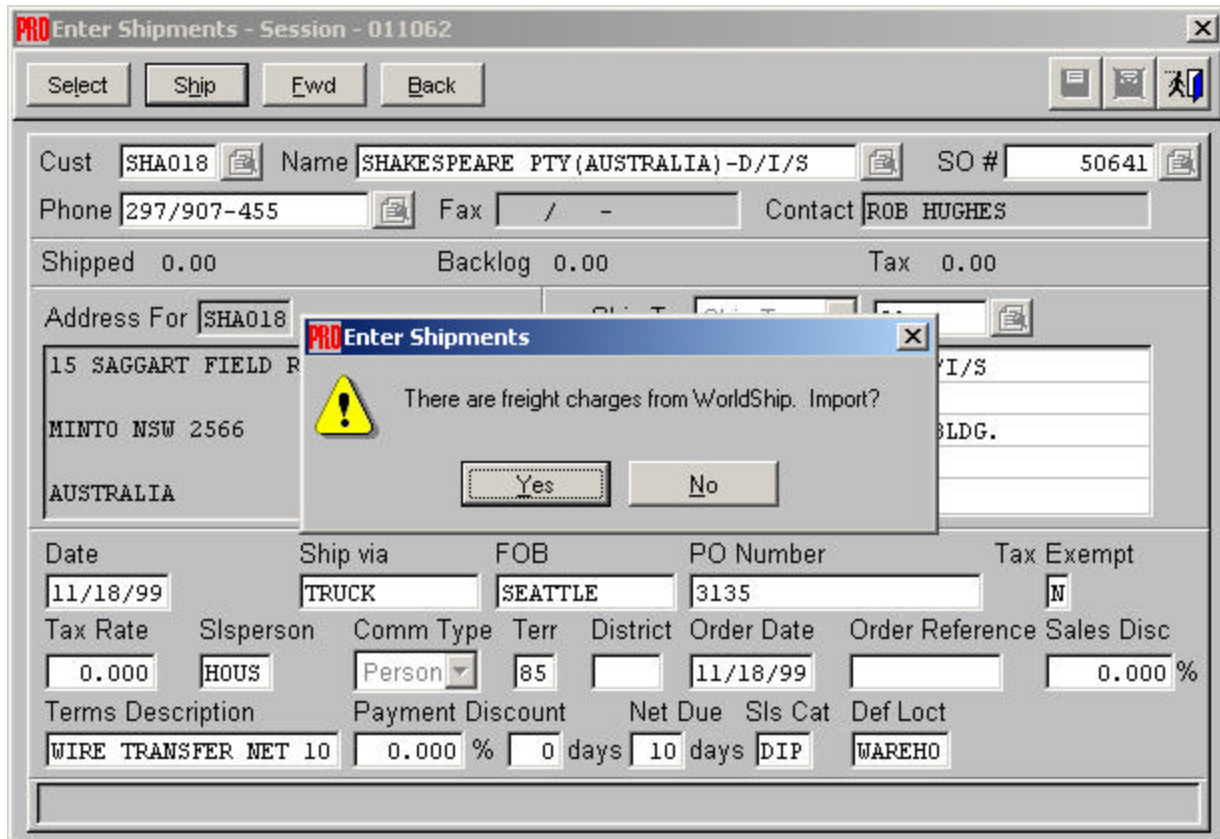 PRO Enter Shipments - Session - 011062
Select Ship Fwd Back
Cust SHA018 Name SHAKESPEARE PTY(AUSTRALIA)-D/I/S SO # 50641
Phone 297/907-455 Fax / - Contact ROB HUGHES
Shipped 0.00 Backlog 0.00 Tax 0.00
Address For SHA018
PRO Enter Shipments
15 SAGGART FIELD R /I/S
There are freight charges from WorldShip. Import?
MINTO NSW 2566 BLDG.
Yes No
AUSTRALIA
Date Ship via FOB PO Number Tax Exempt
11/18/99 TRUCK SEATTLE 3135 N
Tax Rate Slsperson Comm Type Terr District Order Date Order Reference Sales Disc
0.000 HOUS Person 85 11/18/99 0.000 %
Terms Description Payment Discount Net Due Sls Cat Def Loct
WIRE TRANSFER NET 10 0.000 % 0 days 10 days DIP WAREHO